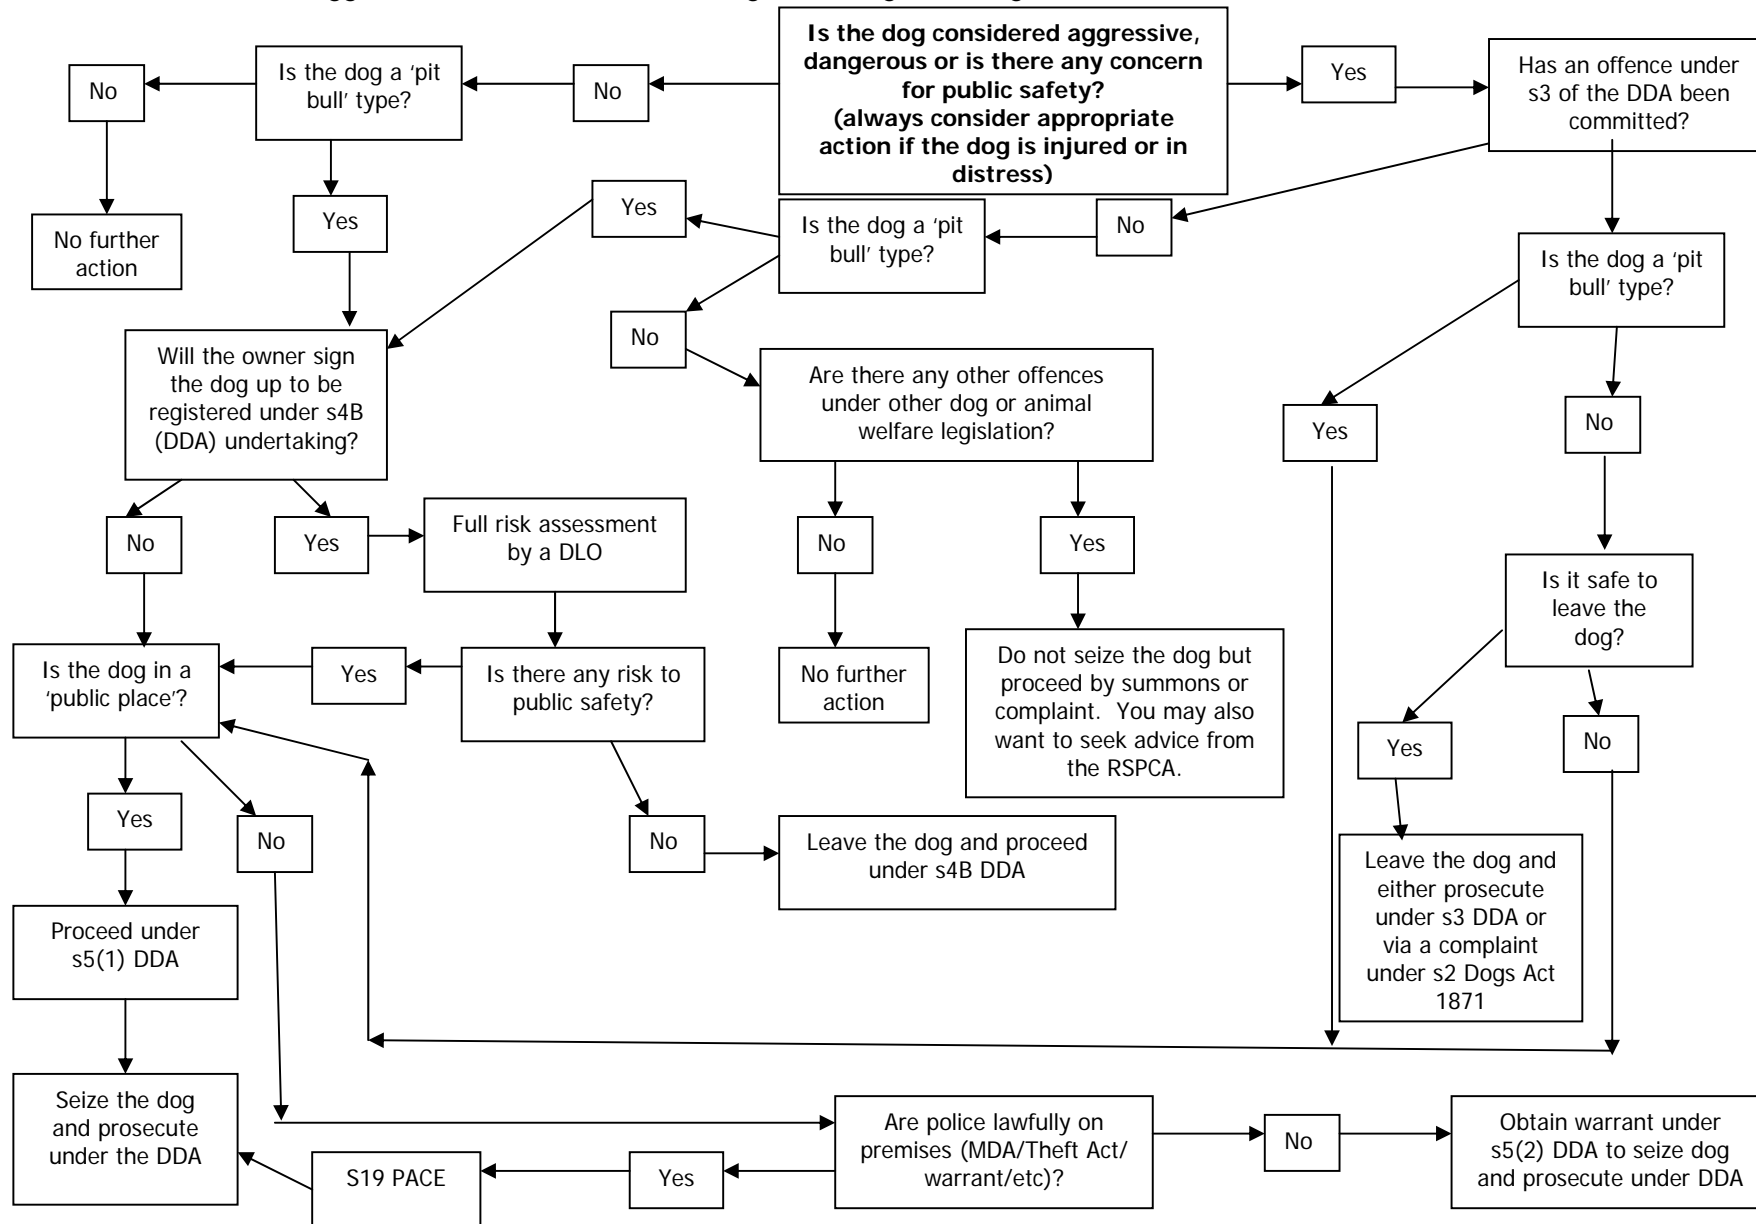 Is the dog considered aggressive,
dangerous or is there any concern
for public safety?
(always consider appropriate
action if the dog is injured or in
distress)
Yes
Has an offence under
s3 of the DDA been
committed?
No
Is the dog a ‘pit
bull’ type?
No
No further
action
Yes
Yes
Is the dog a ‘pit
bull’ type?
No
Is the dog a ‘pit
bull’ type?
No
Will the owner sign
the dog up to be
registered under s4B
(DDA) undertaking?
Are there any other offences
under other dog or animal
welfare legislation?
Yes
No
No
Yes
Full risk assessment
by a DLO
No
Yes
Is it safe to
leave the
dog?
Is the dog in a
‘public place’?
Yes
Is there any risk to
public safety?
No further
action
Do not seize the dog but
proceed by summons or
complaint. You may also
want to seek advice from
the RSPCA.
Yes
No
Yes
No
No
Leave the dog and proceed
under s4B DDA
Leave the dog and
either prosecute
under s3 DDA or
via a complaint
under s2 Dogs Act
1871
Proceed under
s5(1) DDA
Seize the dog
and prosecute
under the DDA
S19 PACE
Yes
Are police lawfully on
premises (MDA/Theft Act/
warrant/etc)?
No
Obtain warrant under
s5(2) DDA to seize dog
and prosecute under DDA